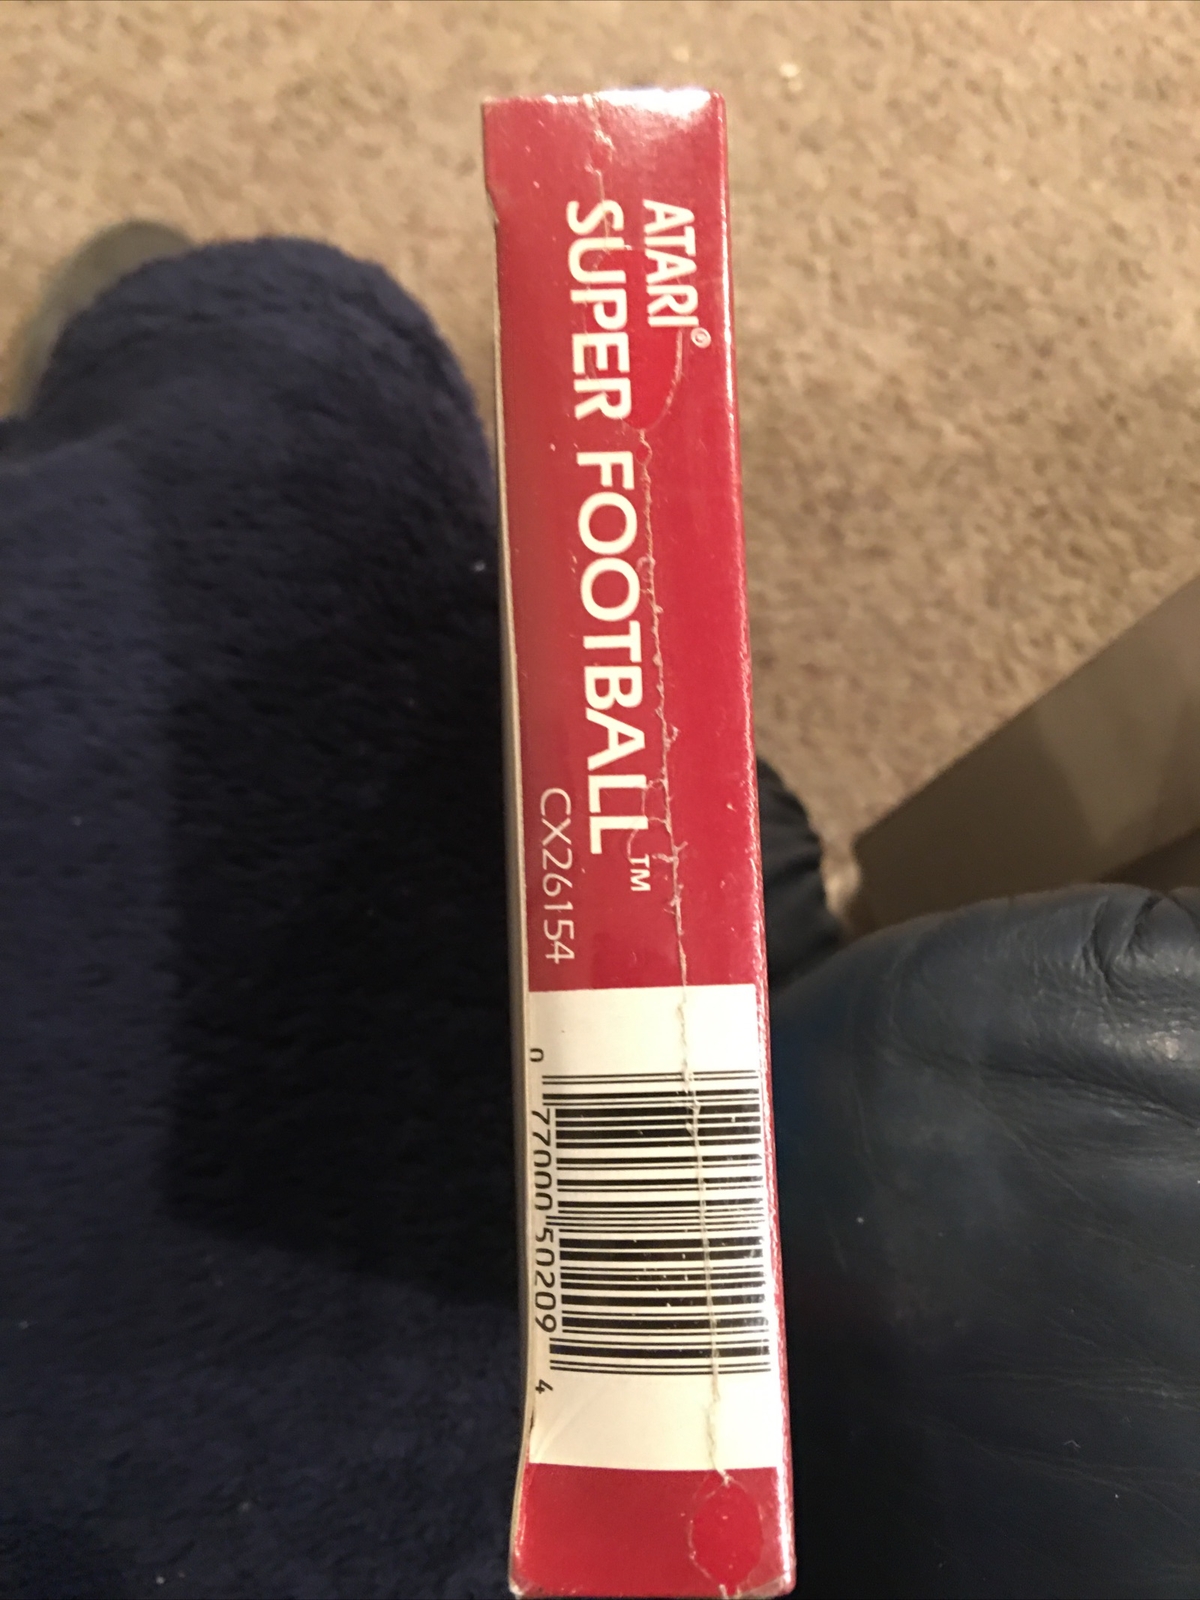 ATARI®
SUPER FOOTBALL™
CX26154
0 77000 50209 4